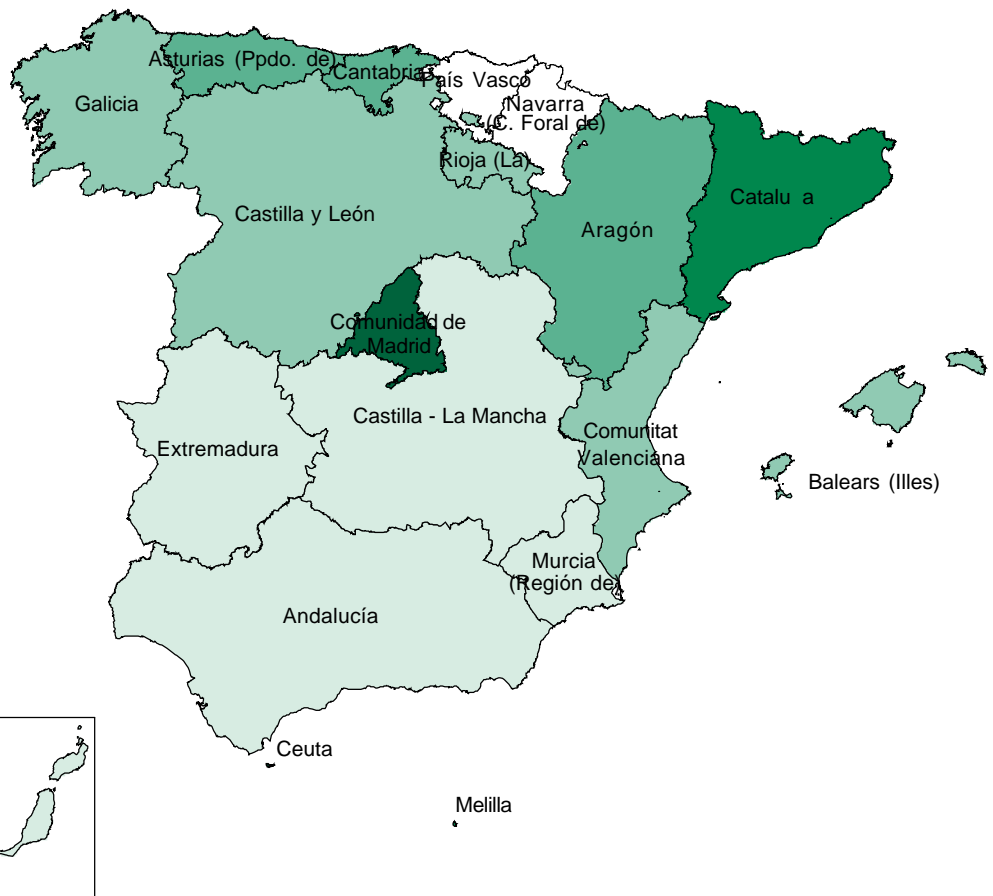 Asturias (Ppdo. de)
Cantabria
País Vasco
Galicia
Navarra
(C. Foral de)
Rioja (La)
Castilla y León
Catalu a
Aragón
Comunidad de
Madrid
Castilla - La Mancha
Comunitat
Valenciana
Extremadura
Balears (Illes)
Murcia
(Región de)
Andalucía
Ceuta
Melilla